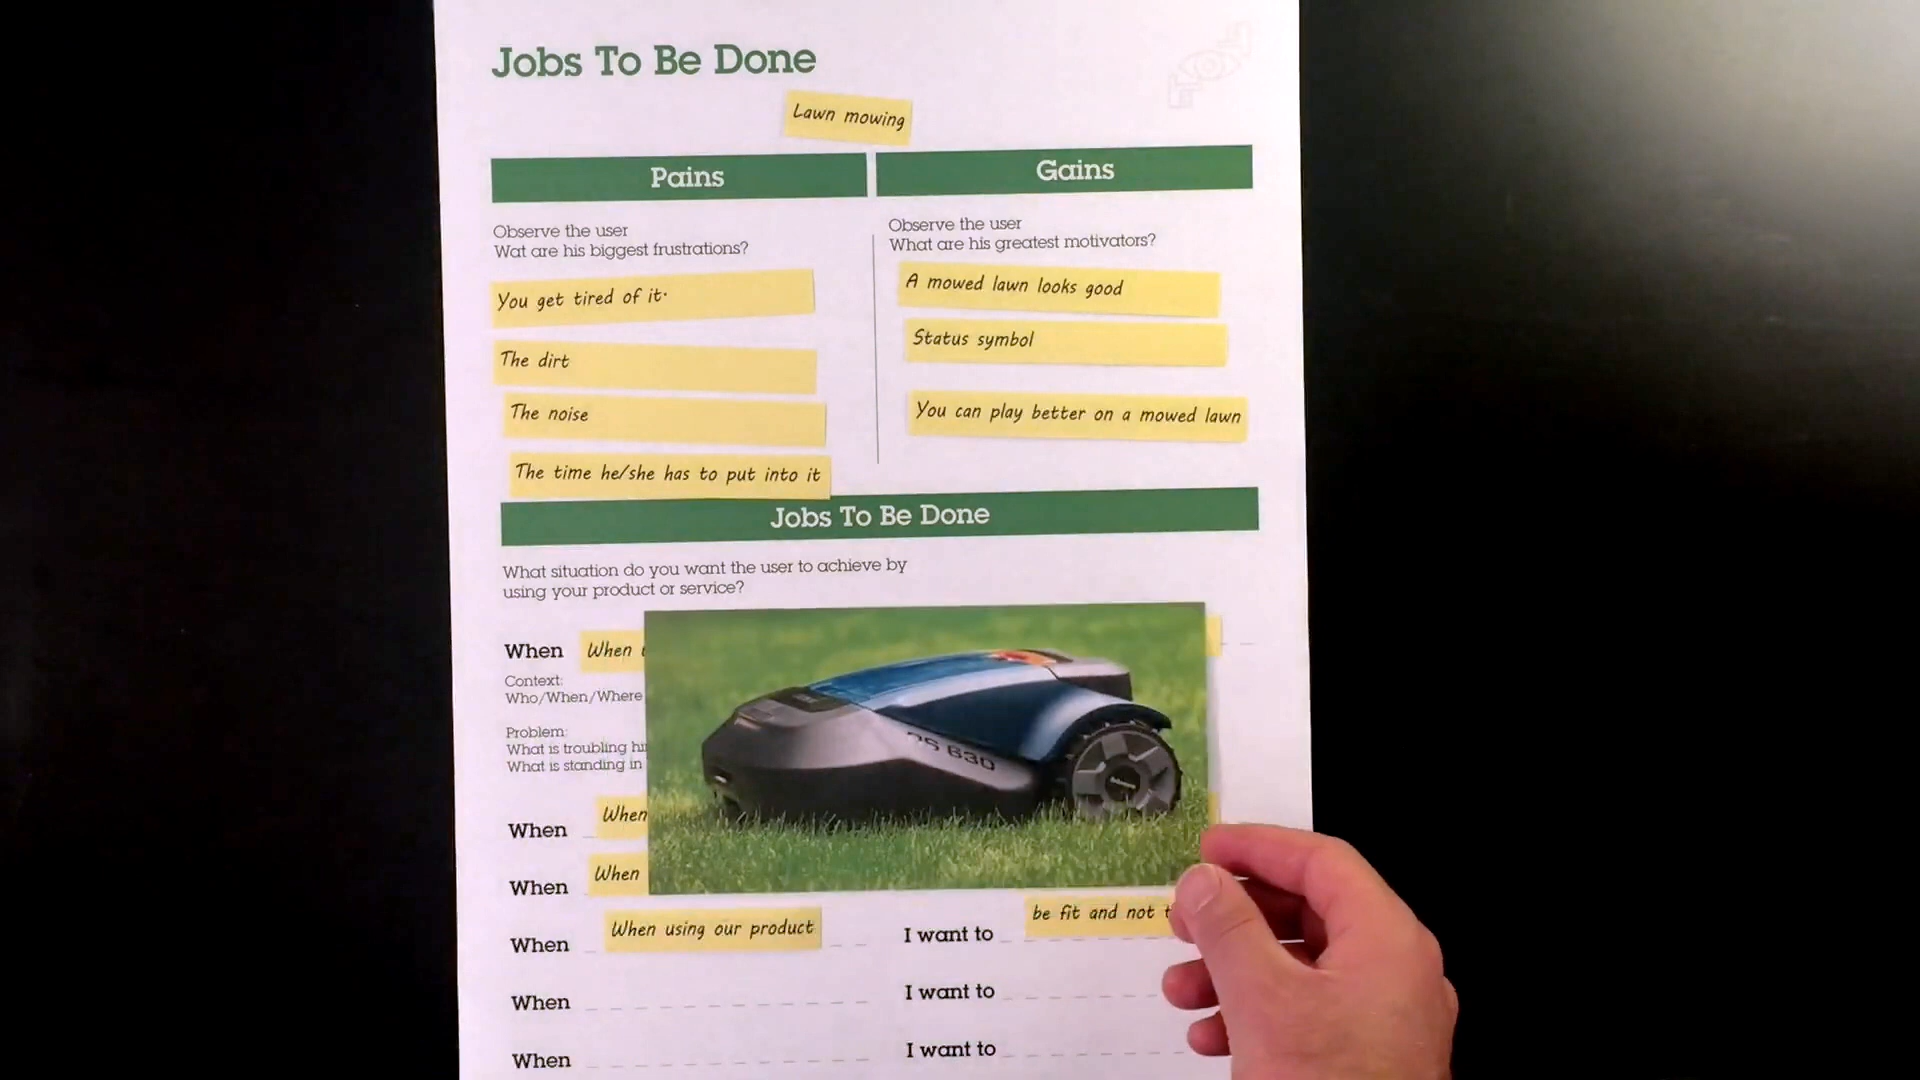 Jobs To Be Done
Lawn mowing
Pains
Gains
Observe the user
Wat are his biggest frustrations?
Observe the user
What are his greatest motivators?
You get tired of it.
The dirt
The noise
The time he/she has to put into it
A mowed lawn looks good
Status symbol
You can play better on a mowed lawn
Jobs To Be Done
What situation do you want the user to achieve by
using your product or service?
When
When
Context:
Who/When/Where
Problem:
What is troubling
What is standing in
RS 630
When
When
When
When
When
When using our product
I want to
be fit and not
When
I want to
When
I want to